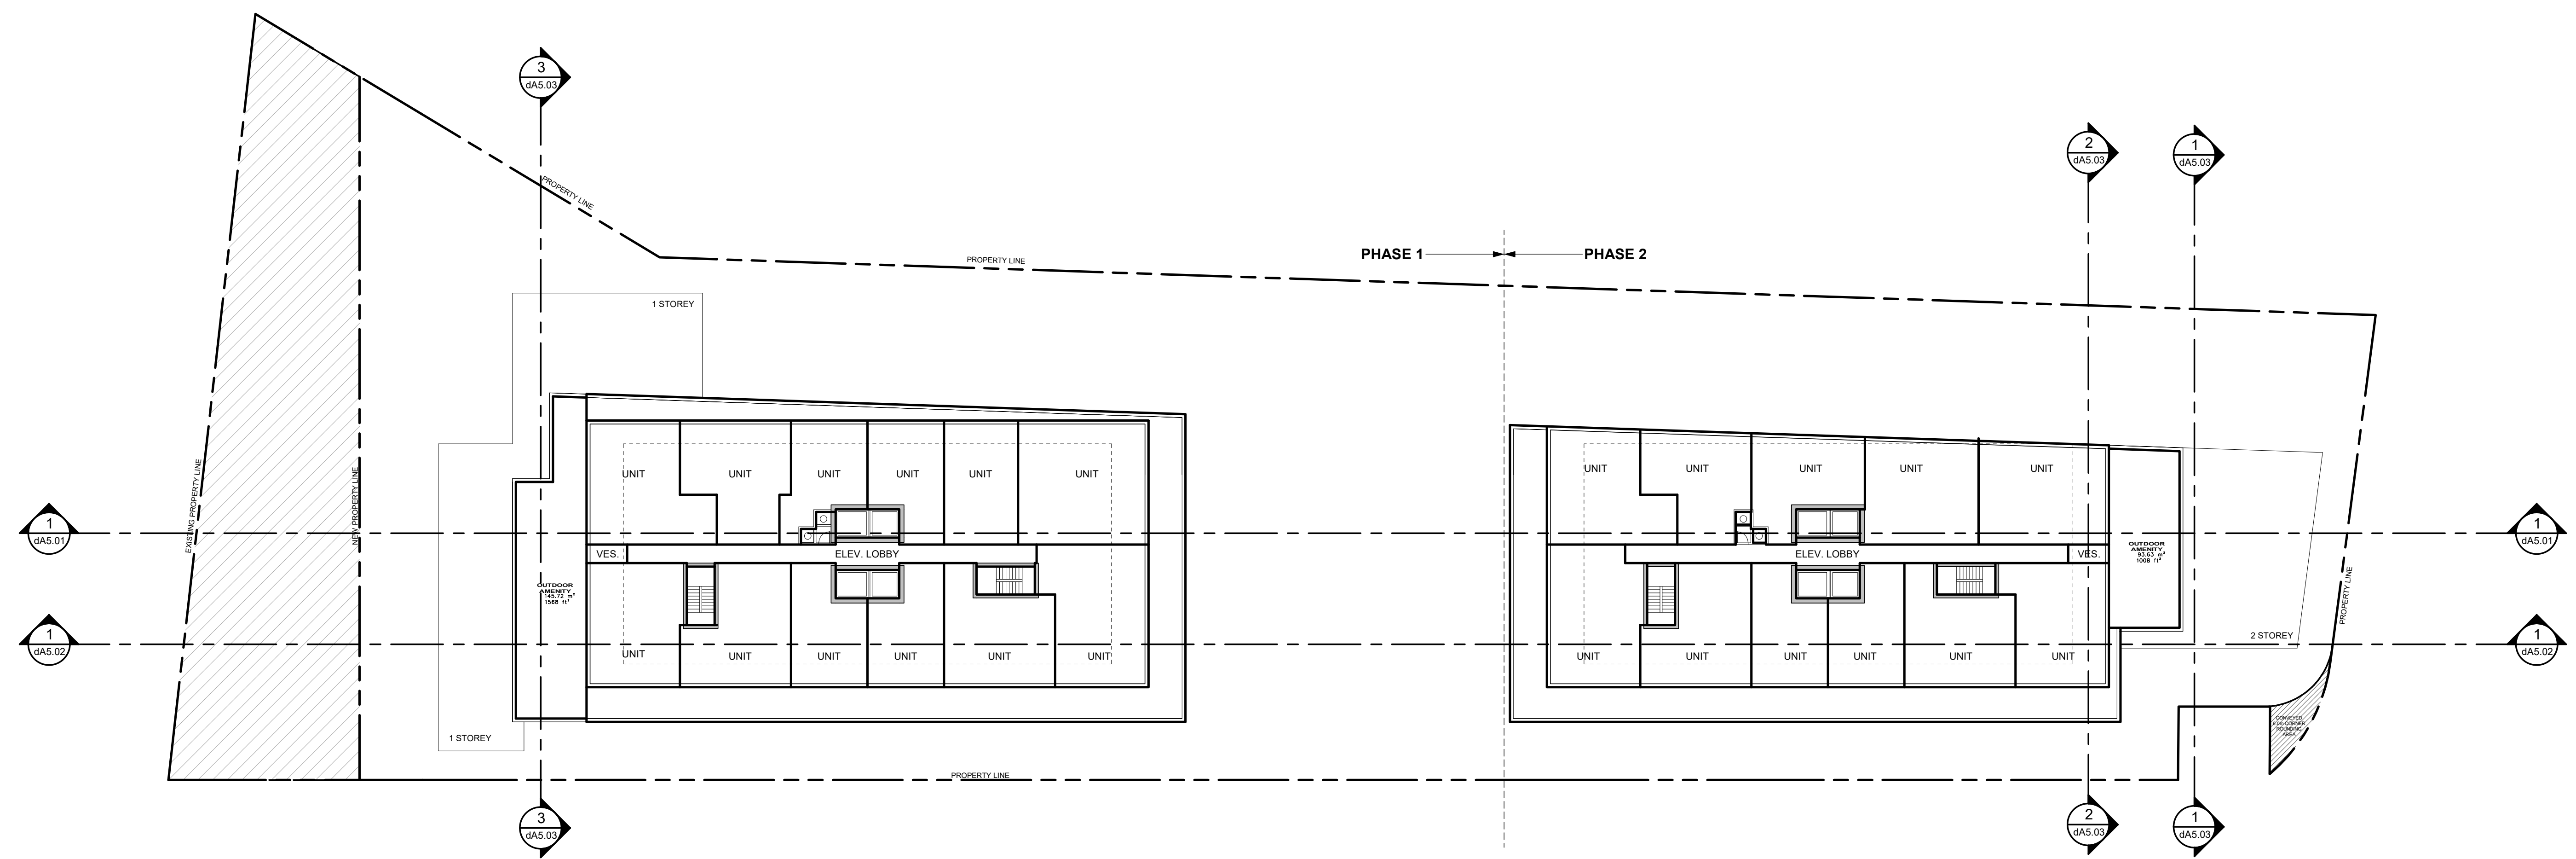 3
dA5.03
2
dA5.03
1
dA5.03
PROPERTY LINE
PHASE 1
PHASE 2
PROPERTY LINE
1 STOREY
EXISTING PROPERTY LINE
NEW PROPERTY LINE
UNIT
UNIT
UNIT
UNIT
UNIT
UNIT
UNIT
UNIT
UNIT
UNIT
UNIT
1
dA5.01
1
dA5.01
VES.
ELEV. LOBBY
ELEV. LOBBY
VES.
OUTDOOR
AMENITY
93.63 m²
1008 ft²
OUTDOOR
AMENITY
145.72 m²
1568 ft²
PROPERTY LINE
1
dA5.02
1
dA5.02
2 STOREY
UNIT
UNIT
UNIT
UNIT
UNIT
UNIT
UNIT
UNIT
UNIT
UNIT
UNIT
UNIT
CONVEYED
CORNER
ROUNDING
AREA
1 STOREY
PROPERTY LINE
3
dA5.03
2
dA5.03
1
dA5.03